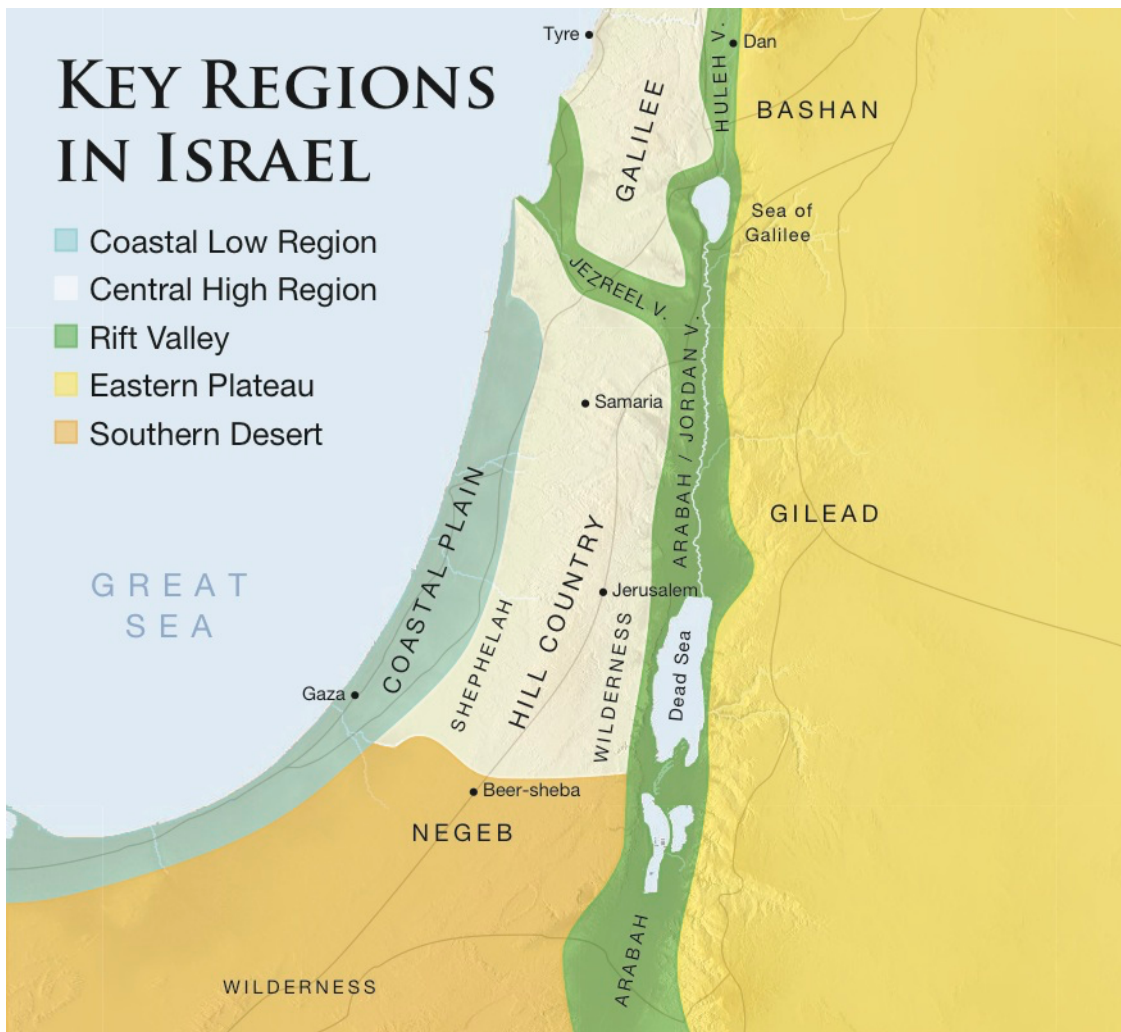 KEY REGIONS
IN ISRAEL
Coastal Low Region
Central High Region
Rift Valley
Eastern Plateau
Southern Desert
Tyre
Dan
HULEH V.
BASHAN
GALILEE
Sea of
Galilee
JEZREEL V.
ARABAH / JORDAN V.
Samaria
COASTAL PLAIN
GILEAD
GREAT
SEA
HILL COUNTRY
Jerusalem
SHEPHELAH
WILDERNESS
Dead Sea
Gaza
Beer-sheba
NEGEB
ARABAH
WILDERNESS